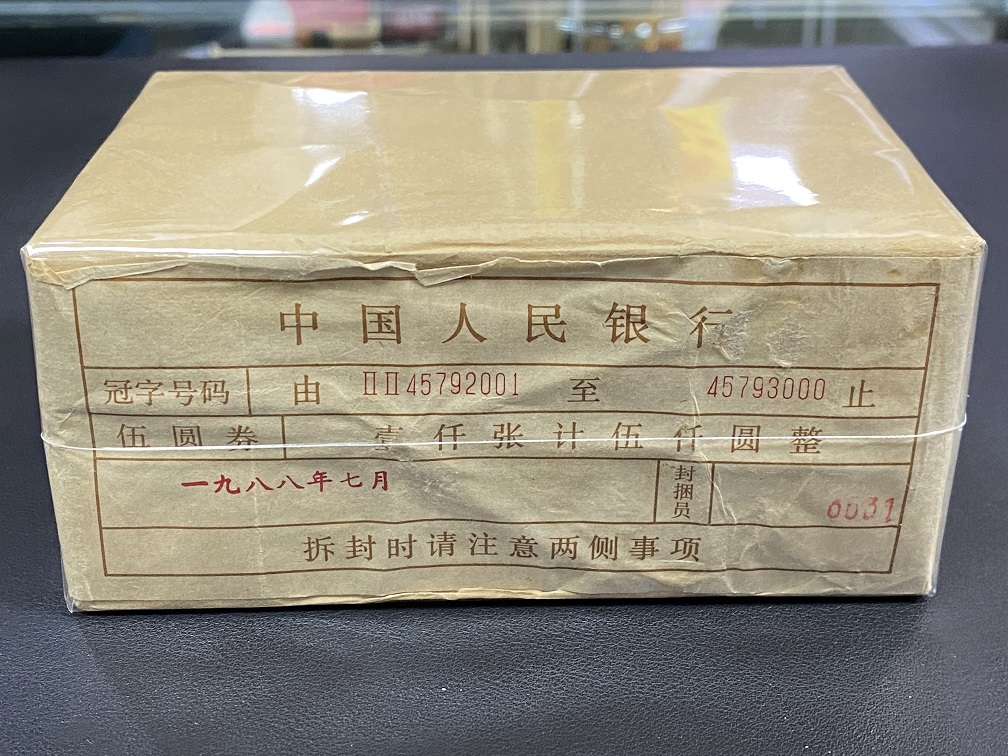 中国人民银行
冠字号码 由 ⅡⅡ45792001 至 45793000 止
伍圆券 壹仟张计伍仟圆整
一九八八年七月 封捆员
拆封时请注意两侧事项